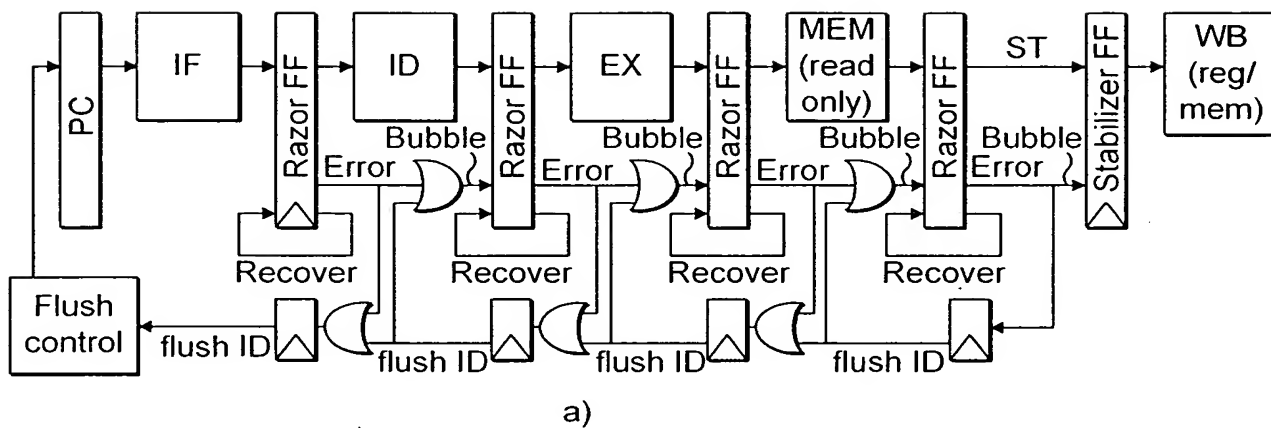 PC
IF
Razor FF
ID
Razor FF
EX
Razor FF
MEM
(read
only)
Razor FF
ST
Stabilizer FF
WB
(reg/
mem)
Error
Bubble
Error
Bubble
Error
Bubble
Error
Bubble
Recover
Recover
Recover
Recover
Flush
control
flush ID
flush ID
flush ID
flush ID
a)